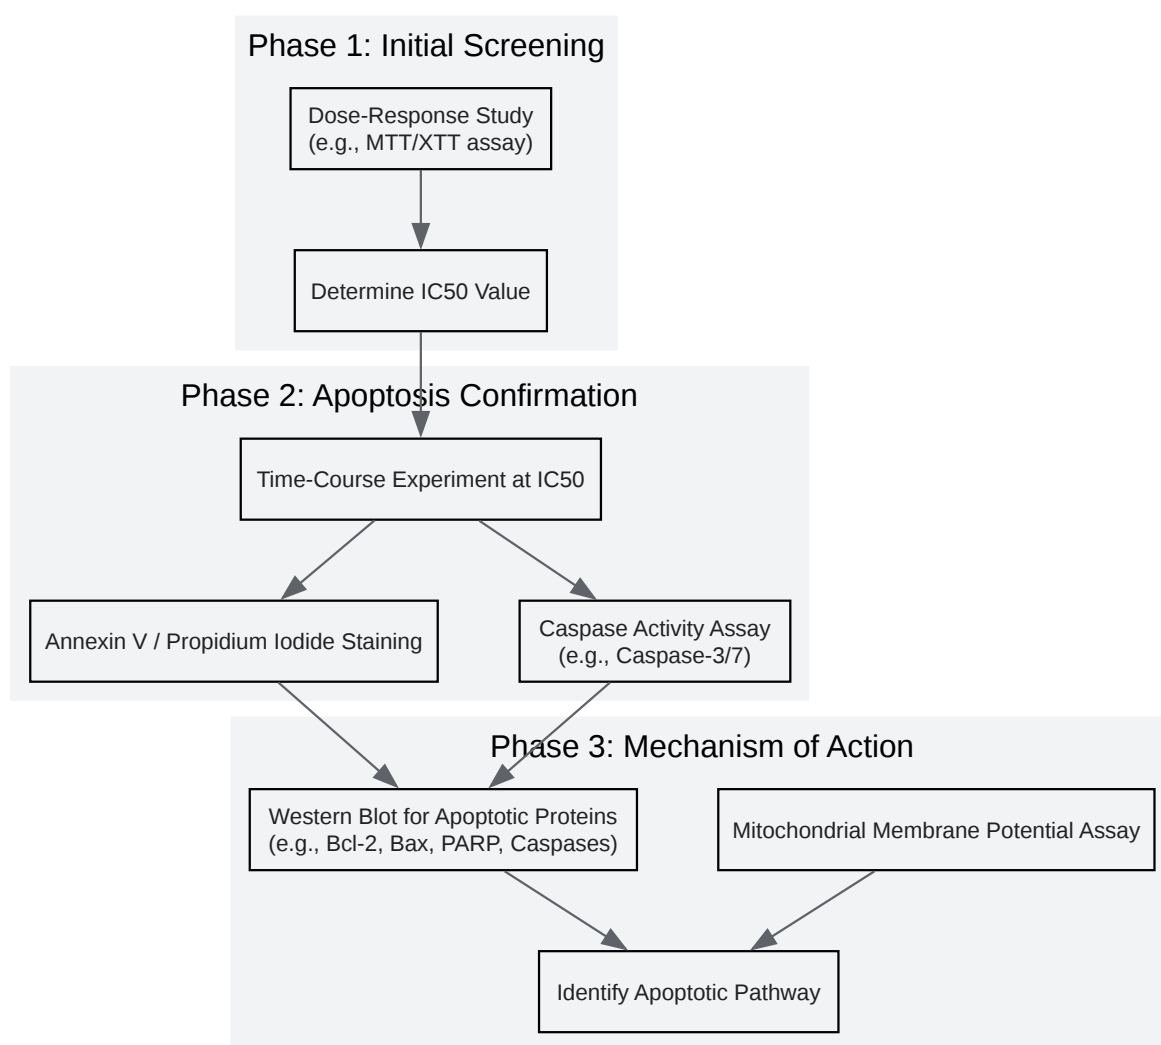 Phase 1: Initial Screening
Dose-Response Study
(e.g., MTT/XTT assay)
Determine IC50 Value
Phase 2: Apoptosis Confirmation
Time-Course Experiment at IC50
Annexin V / Propidium Iodide Staining
Caspase Activity Assay
(e.g., Caspase-3/7)
Phase 3: Mechanism of Action
Western Blot for Apoptotic Proteins
(e.g., Bcl-2, Bax, PARP, Caspases)
Mitochondrial Membrane Potential Assay
Identify Apoptotic Pathway